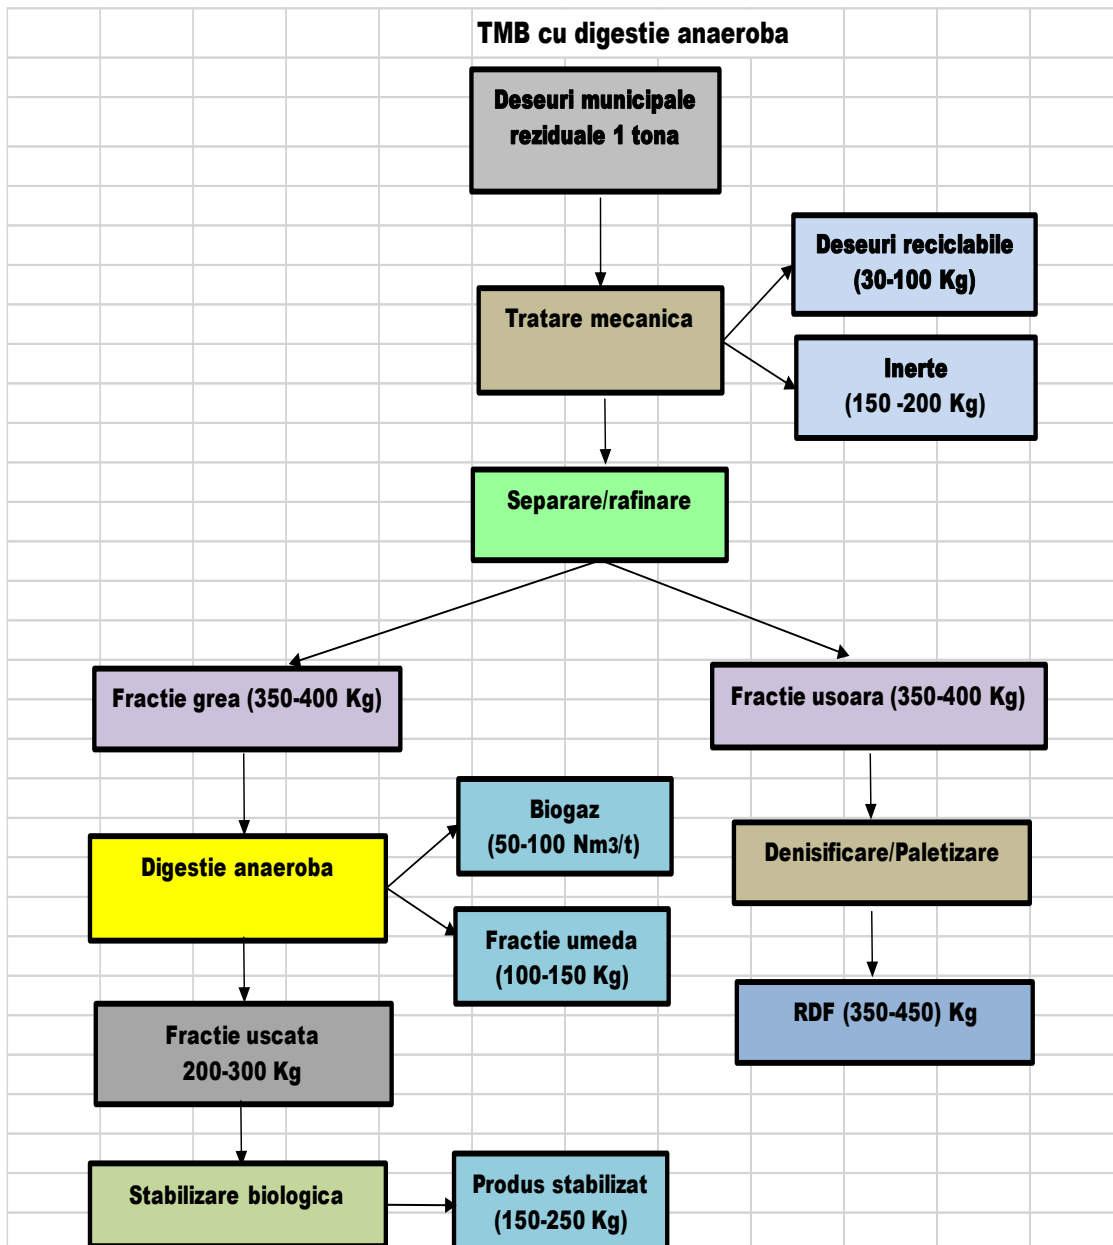 TMB cu digestie anaeroba
Deseuri municipale
reziduale 1 tona
Deseuri reciclabile
(30-100 Kg)
Tratare mecanica
Inerte
(150 -200 Kg)
Separare/rafinare
Fractie grea (350-400 Kg)
Fractie usoara (350-400 Kg)
Biogaz
(50-100 Nm3/t)
Digestie anaeroba
Denisificare/Paletizare
Fractie umeda
(100-150 Kg)
RDF (350-450) Kg
Fractie uscata
200-300 Kg
Stabilizare biologica
Produs stabilizat
(150-250 Kg)